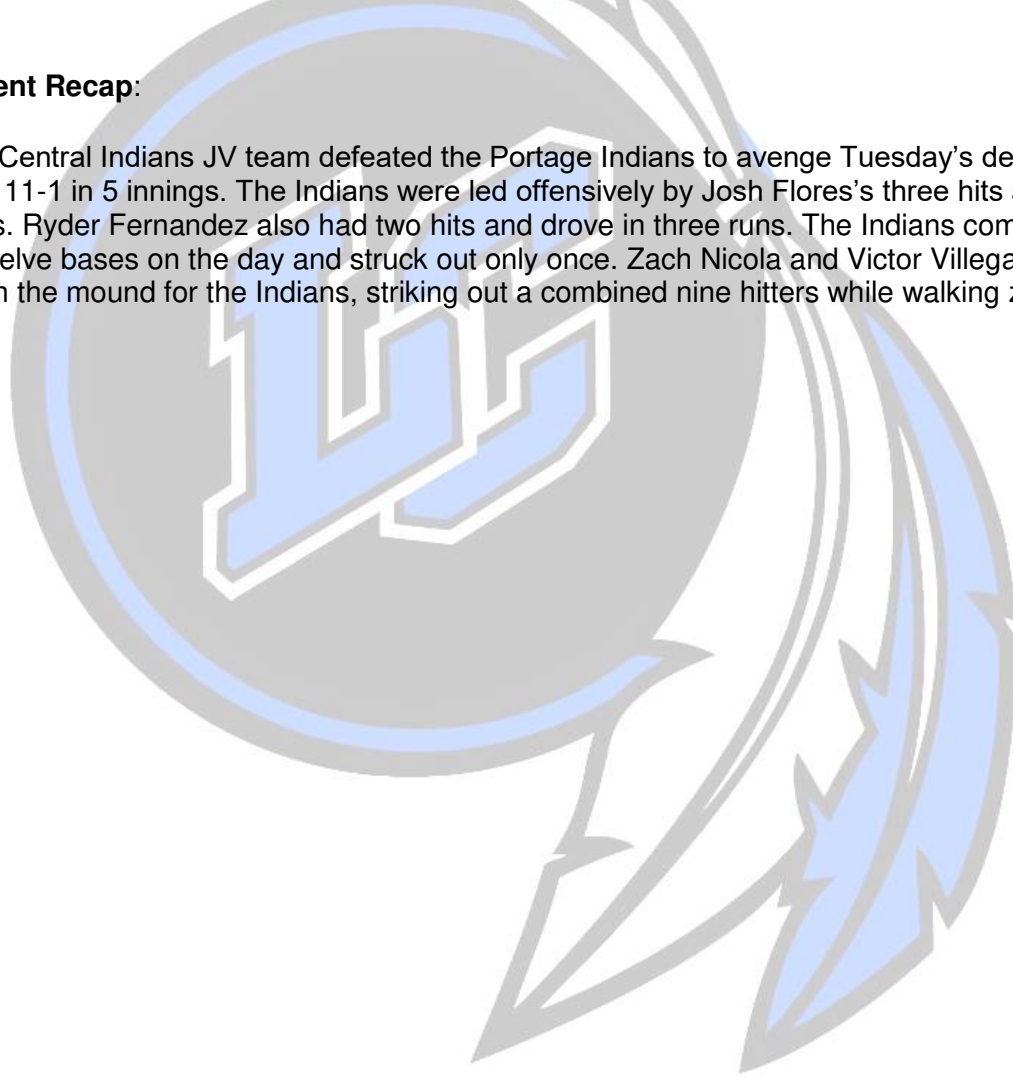 ent Recap:
Central Indians JV team defeated the Portage Indians to avenge Tuesday's de
11-1 in 5 innings. The Indians were led offensively by Josh Flores's three hits
s. Ryder Fernandez also had two hits and drove in three runs. The Indians com
elve bases on the day and struck out only once. Zach Nicola and Victor Villega
n the mound for the Indians, striking out a combined nine hitters while walking
LC